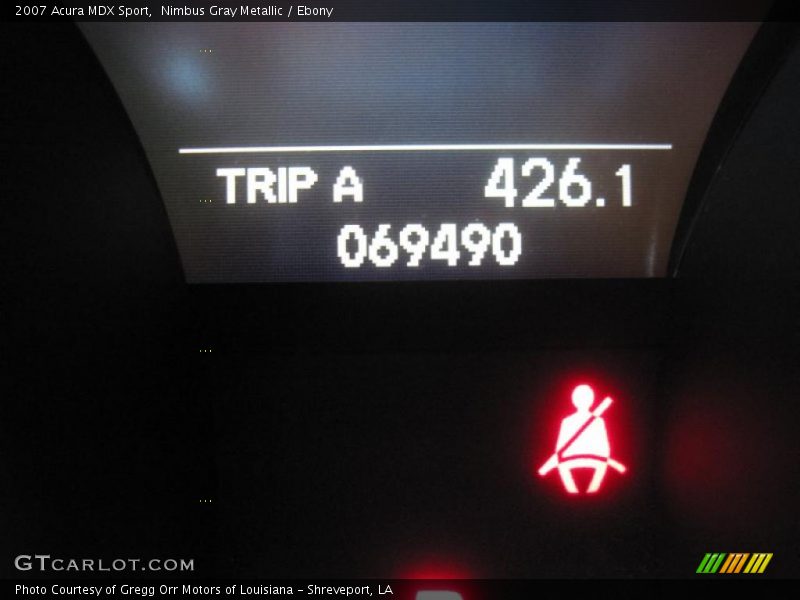 2007 Acura MDX Sport,  Nimbus Gray Metallic / Ebony
TRIP A 426.1
069490
GTCARLOT.COM
Photo Courtesy of Gregg Orr Motors of Louisiana - Shreveport, LA